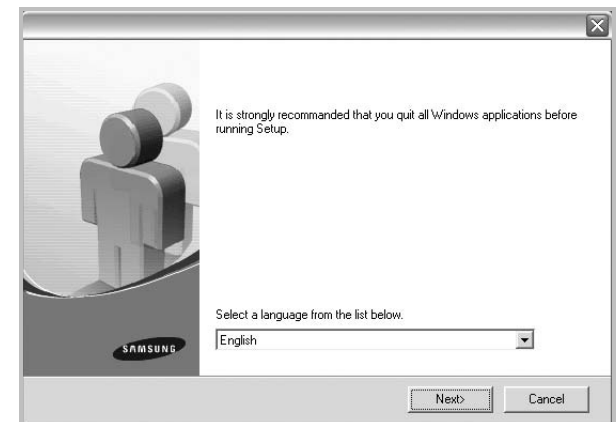 It is strongly recommanded that you quit all Windows applications before
running Setup.
Select a language from the list below.
English
SAMSUNG
Next>
Cancel